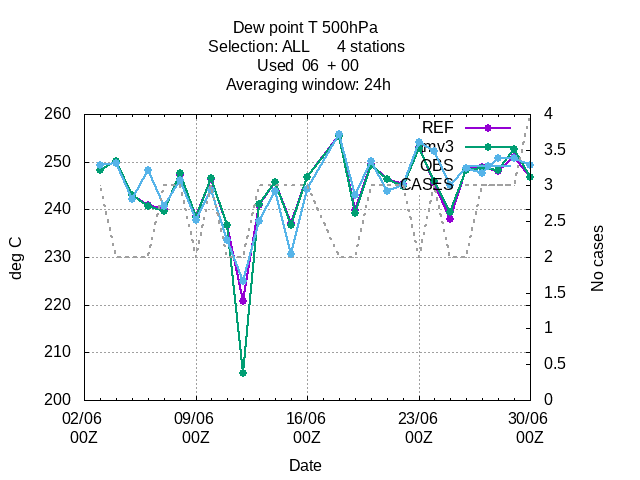 Dew point T 500hPa
Selection: ALL      4 stations
Used  06  + 00
Averaging window: 24h
REF
mv3
OBS
CASES
deg C
260
250
240
230
220
210
200
No cases
4
3.5
3
2.5
2
1.5
1
0.5
0
02/06 09/06 16/06 23/06 30/06
00Z 00Z 00Z 00Z 00Z
Date